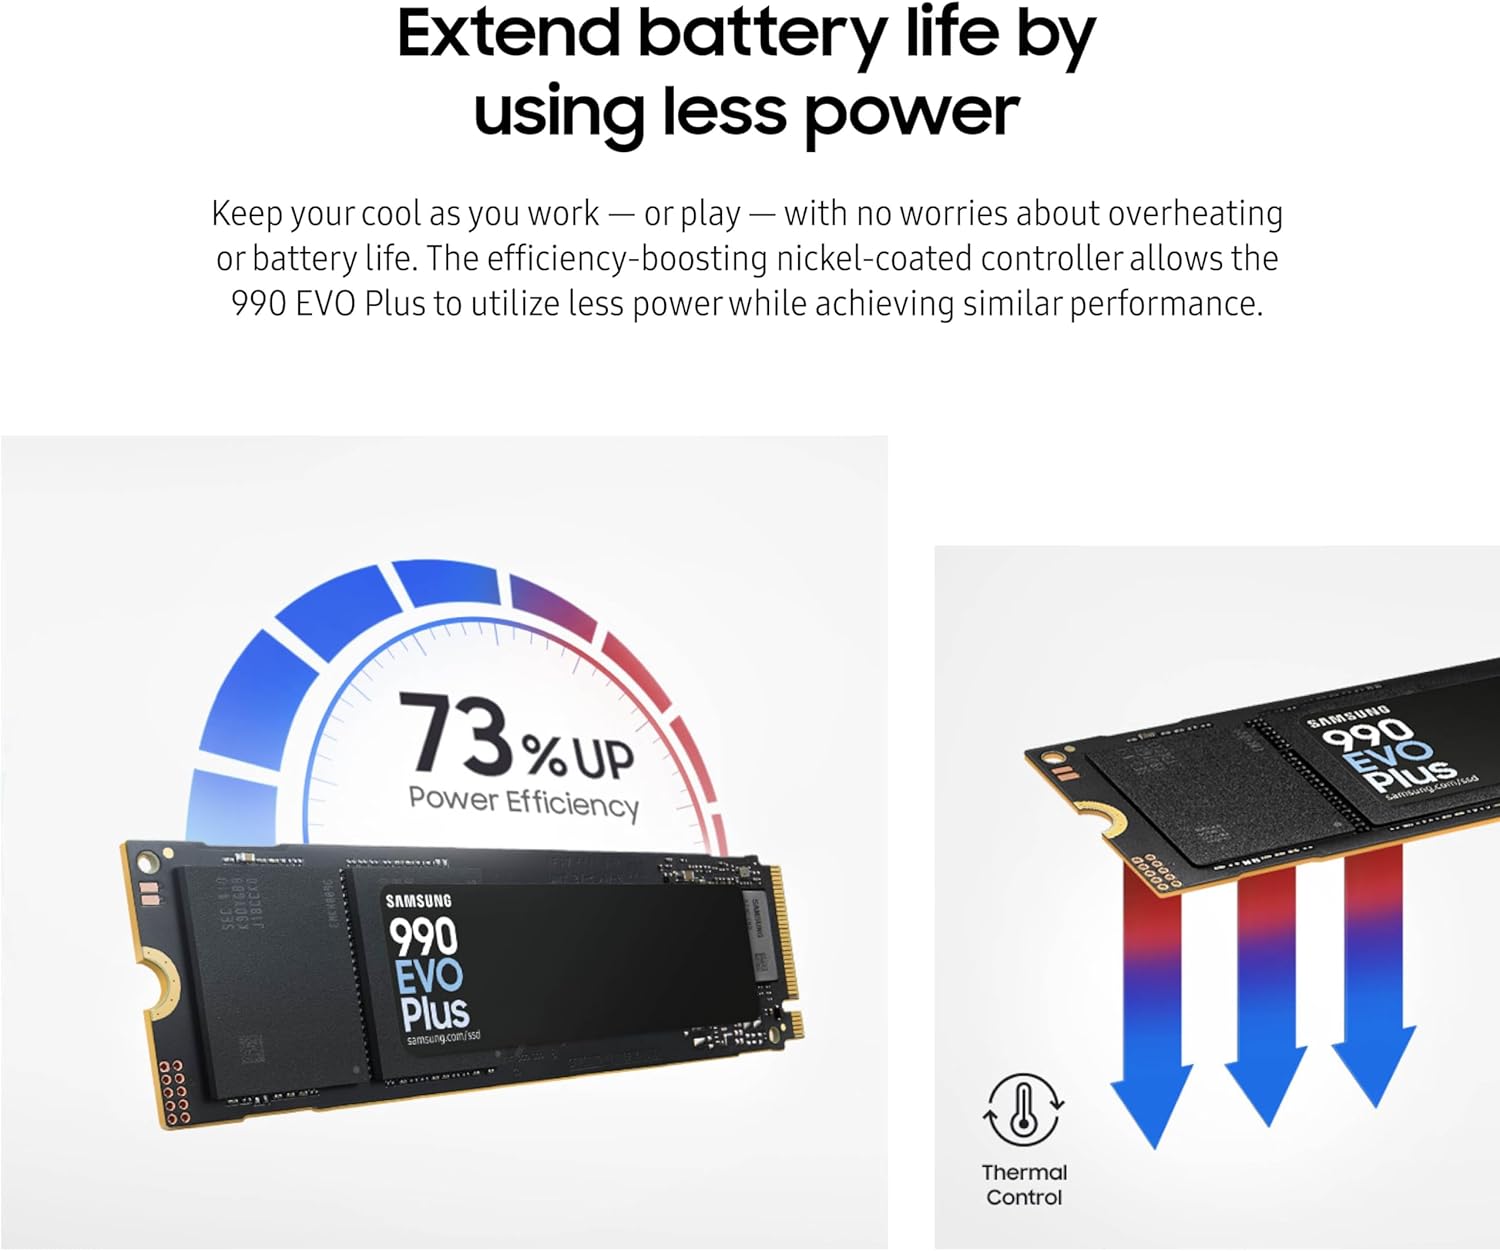 Extend battery life by
using less power
Keep your cool as you work — or play — with no worries about overheating
or battery life. The efficiency-boosting nickel-coated controller allows the
990 EVO Plus to utilize less power while achieving similar performance.
73% UP
Power Efficiency
SAMSUNG
990
EVO
Plus
samsung.com/ssd
SAMSUNG
SAMSUNG
990
EVO
Plus
samsung.com/ssd
Thermal
Control